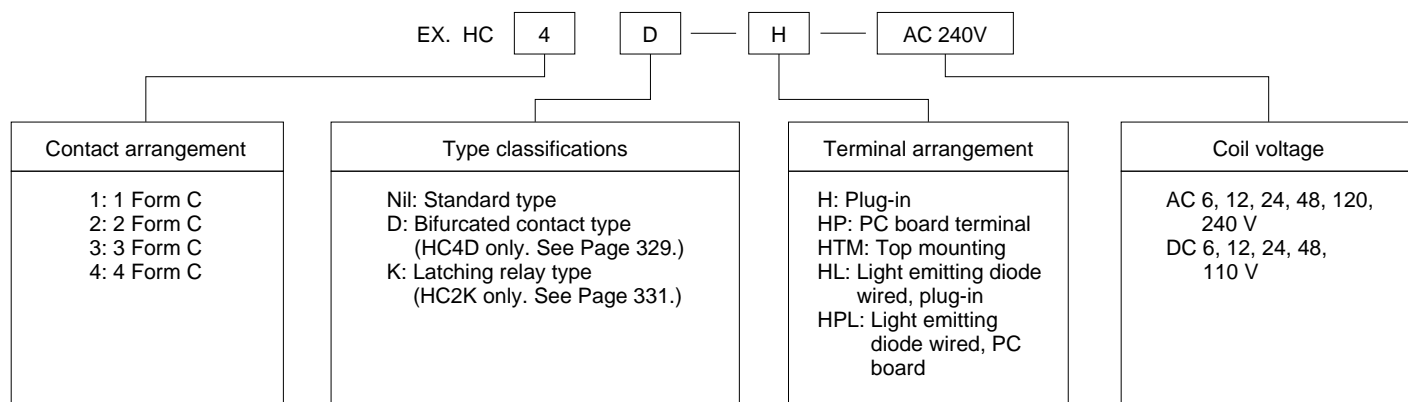 EX. HC 4 D H AC 240V
Contact arrangement
1: 1 Form C
2: 2 Form C
3: 3 Form C
4: 4 Form C
Type classifications
Nil: Standard type
D: Bifurcated contact type
(HC4D only. See Page 329.)
K: Latching relay type
(HC2K only. See Page 331.)
Terminal arrangement
H: Plug-in
HP: PC board terminal
HTM: Top mounting
HL: Light emitting diode
wired, plug-in
HPL: Light emitting
diode wired, PC
board
Coil voltage
AC 6, 12, 24, 48, 120,
240 V
DC 6, 12, 24, 48,
110 V